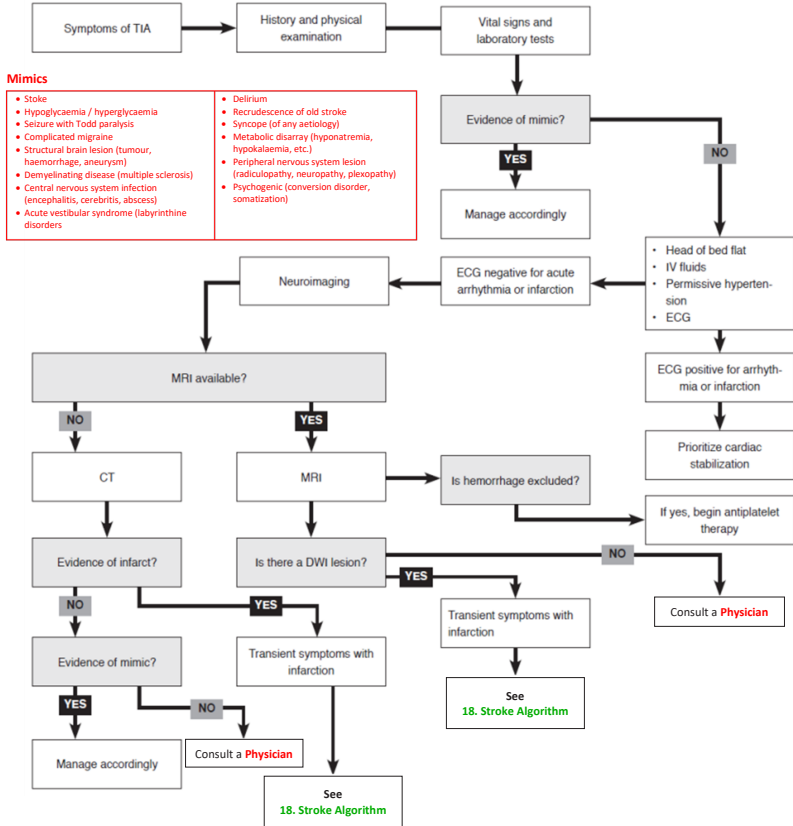 Symptoms of TIA
History and physical
examination
Vital signs and
laboratory tests
Mimics
• Stoke
• Hypoglycaemia / hyperglycaemia
• Seizure with Todd paralysis
• Complicated migraine
• Structural brain lesion (tumour,
haemorrhage, aneurysm)
• Demyelinating disease (multiple sclerosis)
• Central nervous system infection
(encephalitis, cerebritis, abscess)
• Acute vestibular syndrome (labyrinthine
disorders
• Delirium
• Recrudescence of old stroke
• Syncope (of any aetiology)
• Metabolic disarray (hyponatremia,
hypokalaemia, etc.)
• Peripheral nervous system lesion
(radiculopathy, neuropathy, plexopathy)
• Psychogenic (conversion disorder,
somatization)
Evidence of mimic?
YES
NO
Manage accordingly
• Head of bed flat
• IV fluids
• Permissive hyperten-
sion
• ECG
ECG negative for acute
arrhythmia or infarction
Neuroimaging
MRI available?
ECG positive for arrhyth-
mia or infarction
NO
YES
Prioritize cardiac
stabilization
CT
MRI
Is hemorrhage excluded?
If yes, begin antiplatelet
therapy
Evidence of infarct?
Is there a DWI lesion?
NO
YES
NO
YES
Consult a Physician
Transient symptoms with
infarction
Evidence of mimic?
Transient symptoms with
infarction
See
18. Stroke Algorithm
YES
NO
Manage accordingly
Consult a Physician
See
18. Stroke Algorithm